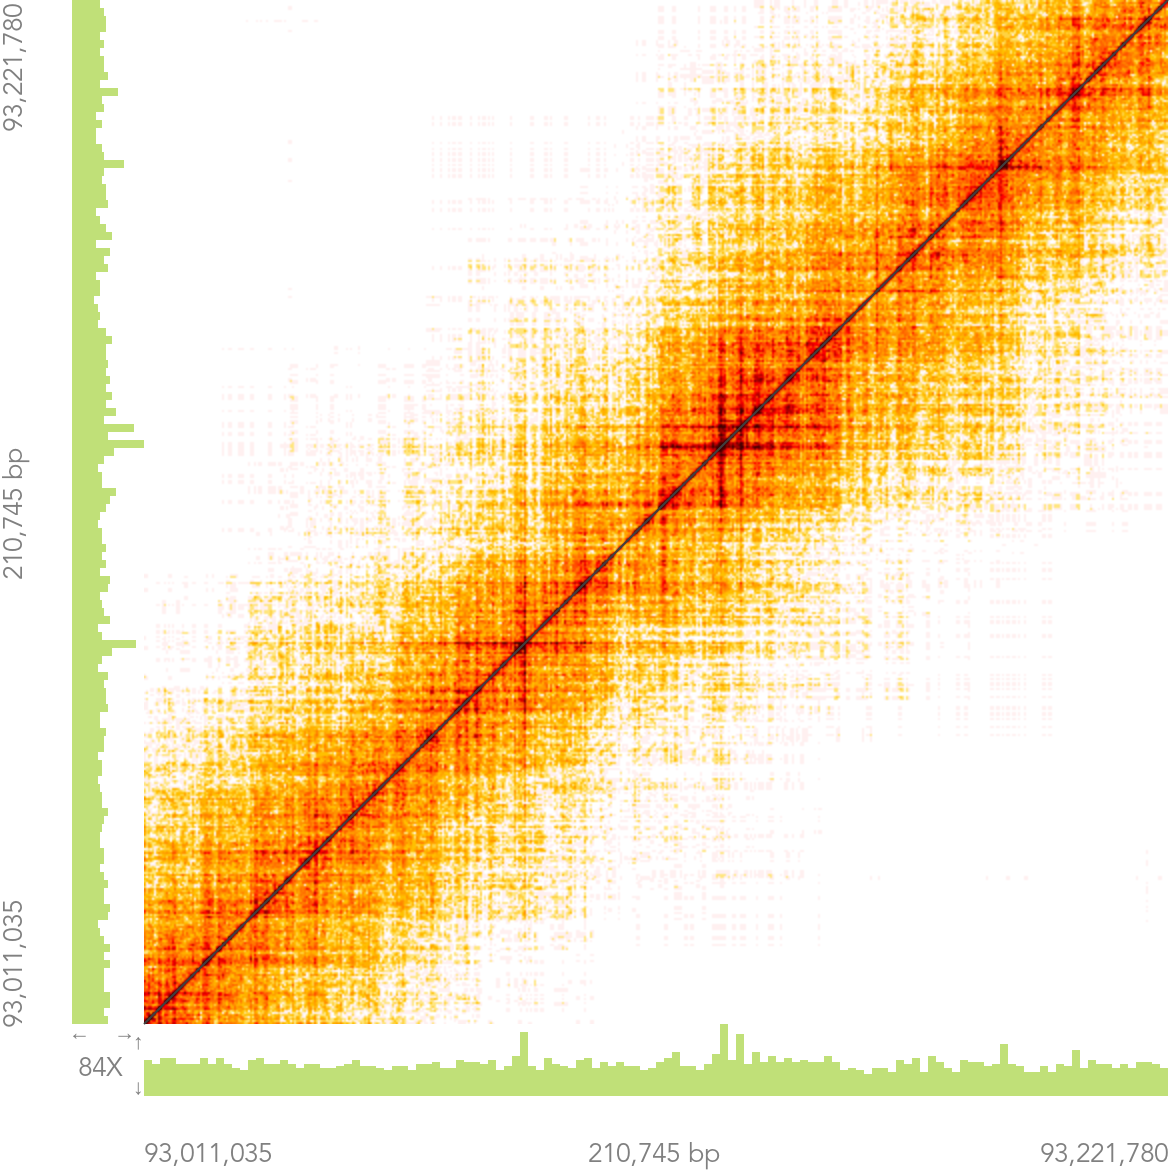 93,221,780
210,745 bp
93,011,035
← →
↑
84X
↓
93,011,035 210,745 bp 93,221,780